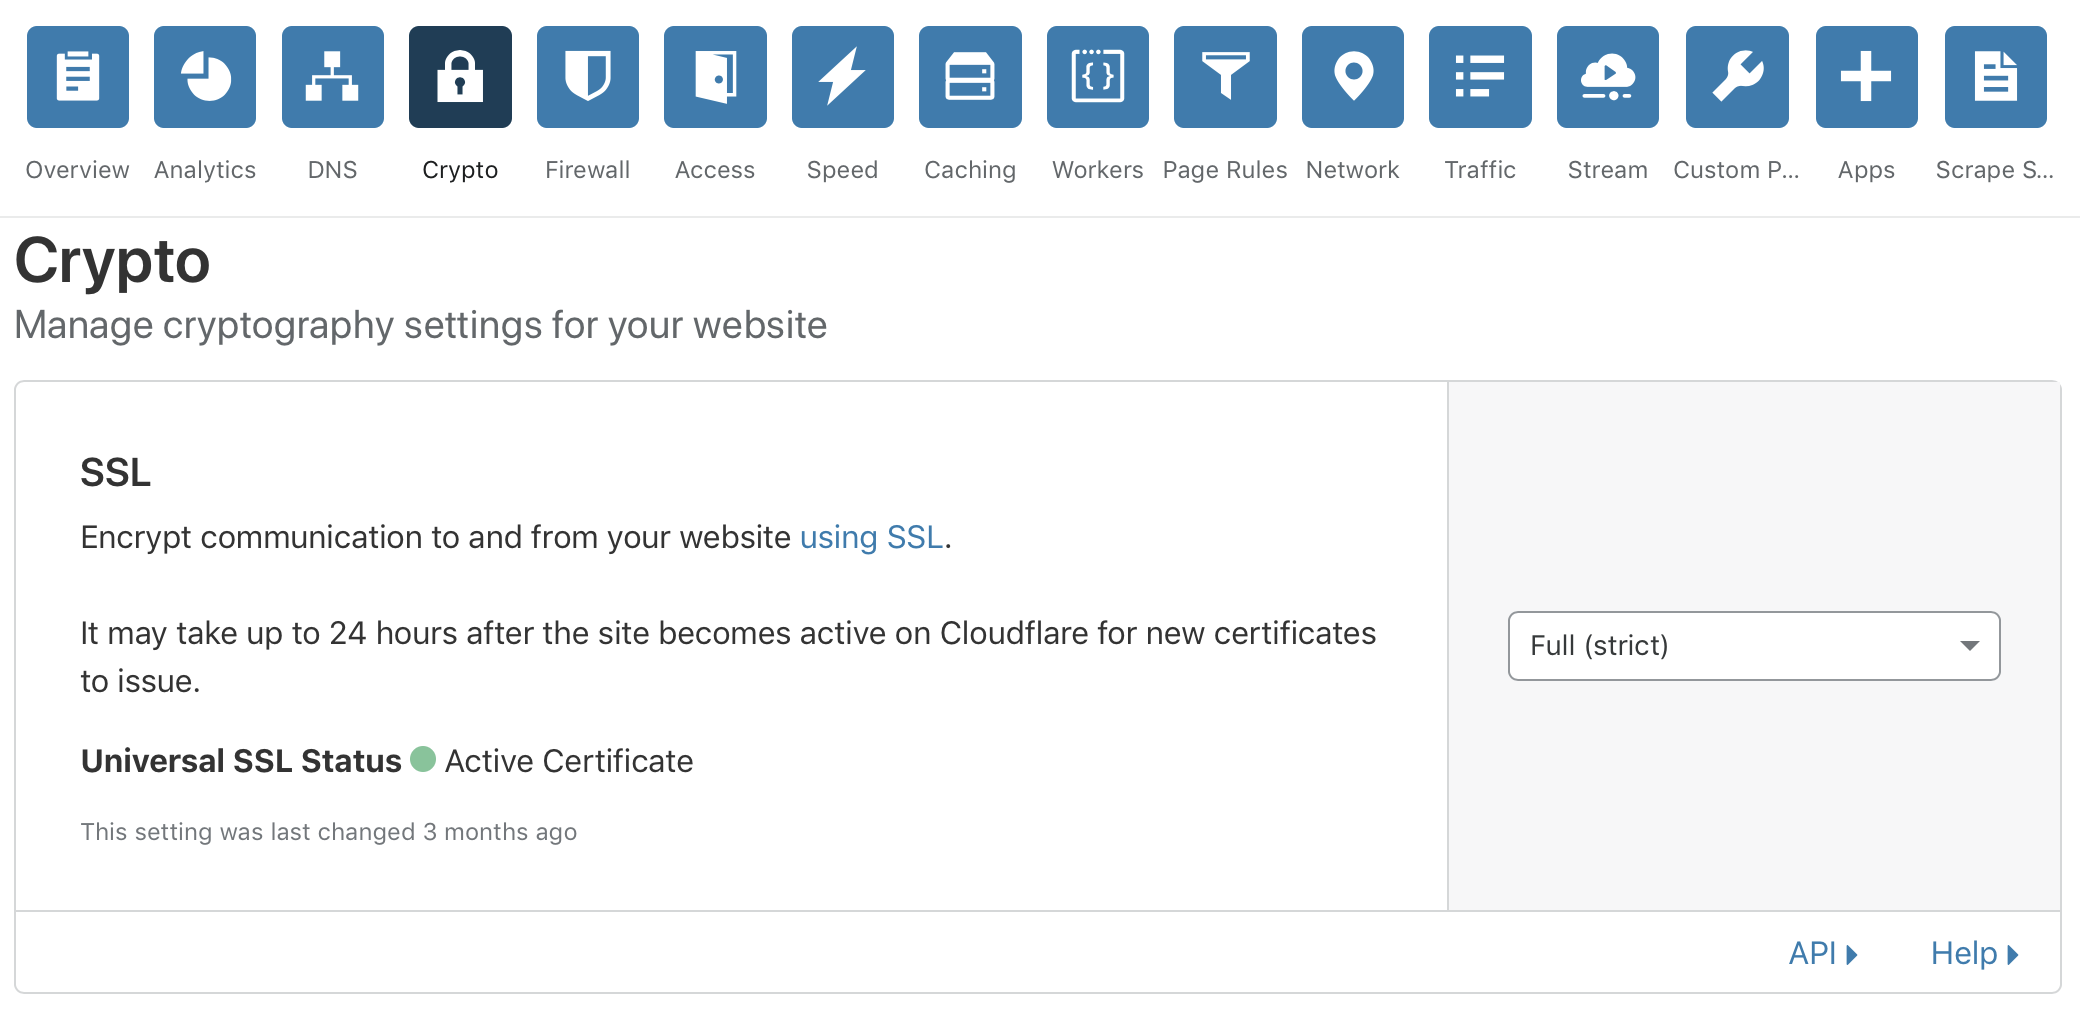 Overview Analytics DNS Crypto Firewall Access Speed Caching Workers Page Rules Network Traffic Stream Custom P... Apps Scrape S...
Crypto
Manage cryptography settings for your website
SSL
Encrypt communication to and from your website using SSL.
It may take up to 24 hours after the site becomes active on Cloudflare for new certificates
to issue.
Full (strict)
Universal SSL Status Active Certificate
This setting was last changed 3 months ago
API Help